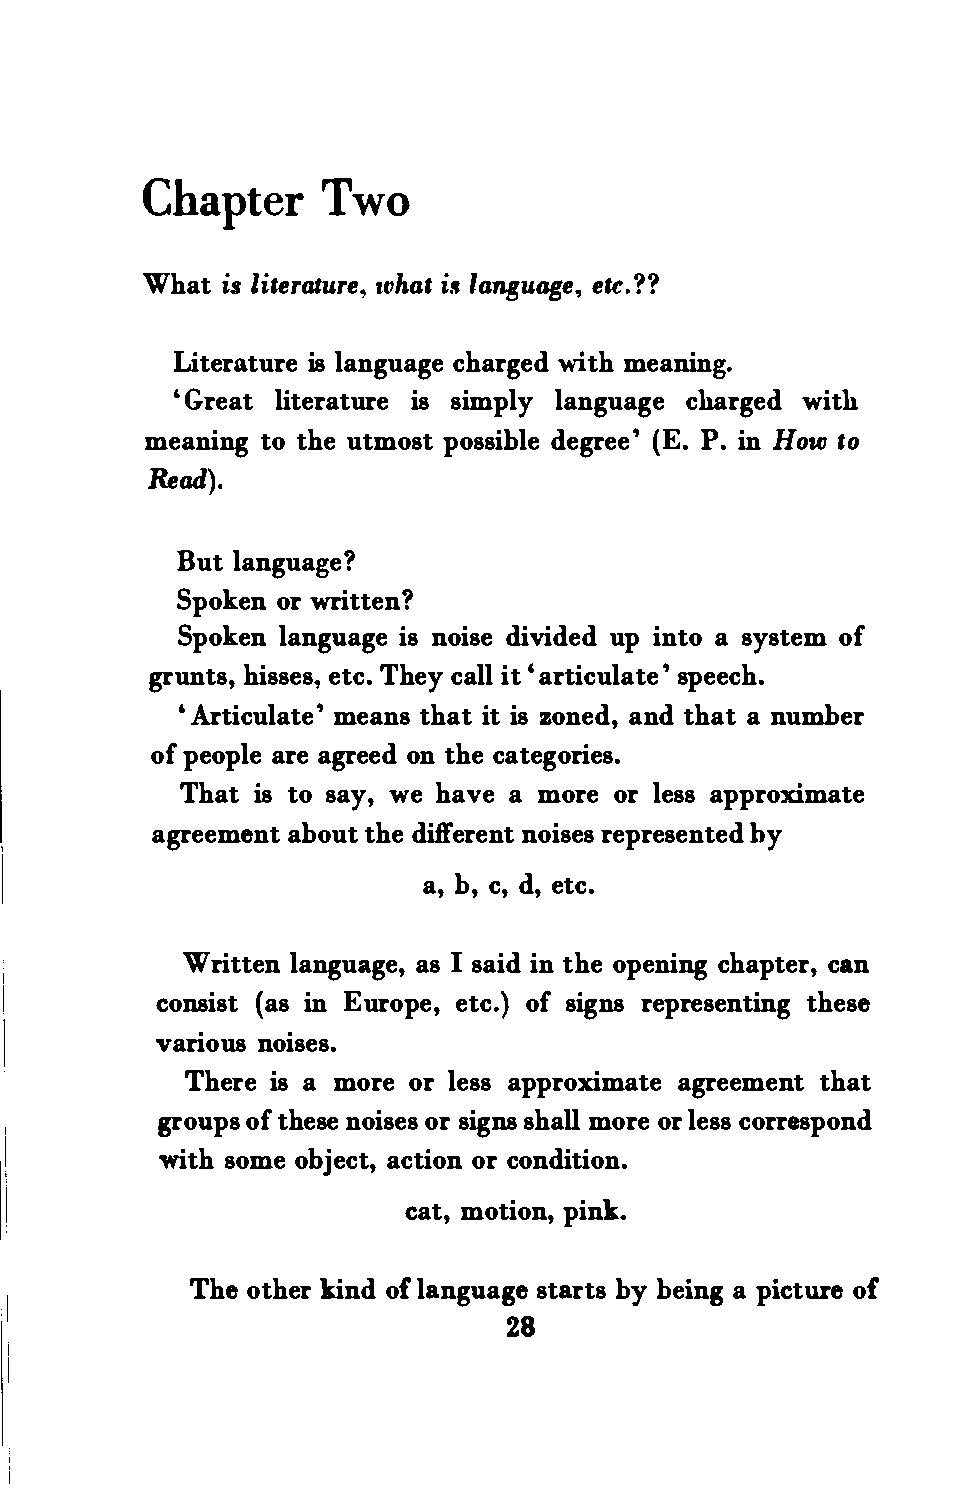 Chapter Two
What is literature, what is language, etc.??
Literature is language charged with meaning.
‘Great literature is simply language charged with
meaning to the utmost possible degree’ (E. P. in How to
Read).
But language?
Spoken or written?
Spoken language is noise divided up into a system of
grunts, hisses, etc. They call it ‘articulate’ speech.
‘Articulate’ means that it is zoned, and that a number
of people are agreed on the categories.
That is to say, we have a more or less approximate
agreement about the different noises represented by
a, b, c, d, etc.
Written language, as I said in the opening chapter, can
consist (as in Europe, etc.) of signs representing these
various noises.
There is a more or less approximate agreement that
groups of these noises or signs shall more or less correspond
with some object, action or condition.
cat, motion, pink.
The other kind of language starts by being a picture of
28